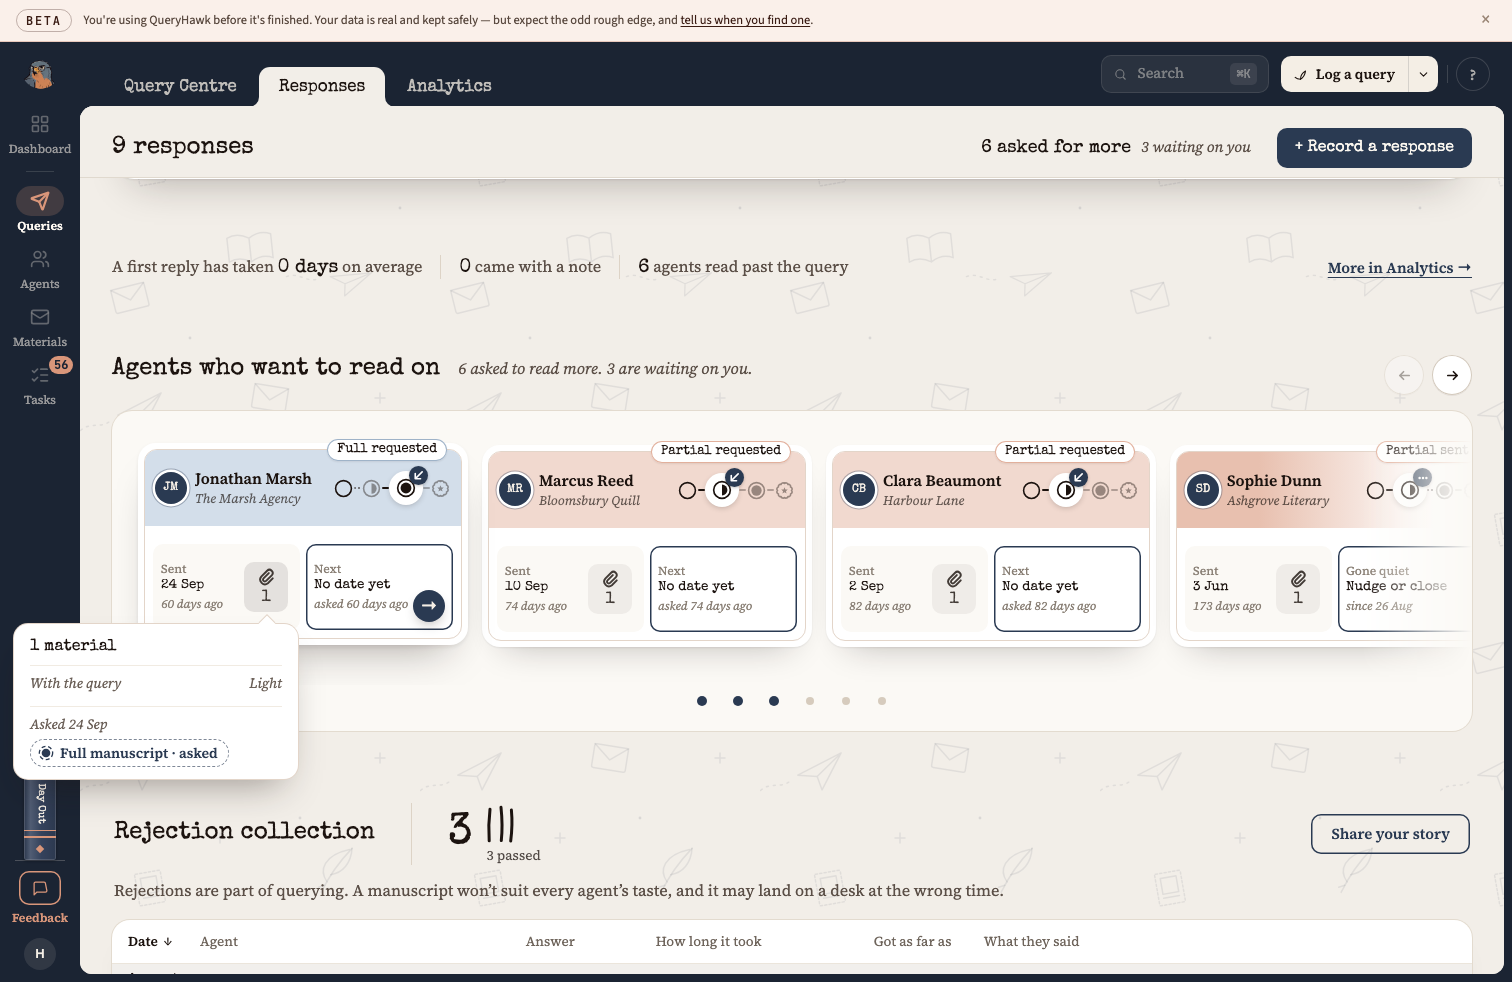 BETA
You're using QueryHawk before it's finished. Your data is real and kept safely — but expect the odd rough edge, and tell us when you find one.
×
Query Centre
Responses
Analytics
Search
⌘K
Log a query
?
Dashboard
Queries
Agents
Materials
56
Tasks
Day Out
Feedback
H
9 responses
6 asked for more
3 waiting on you
+ Record a response
A first reply has taken 0 days on average
0 came with a note
6 agents read past the query
More in Analytics →
Agents who want to read on
6 asked to read more. 3 are waiting on you.
← →
Full requested
JM
Jonathan Marsh
The Marsh Agency
Sent
24 Sep
60 days ago
1
Next
No date yet
asked 60 days ago
→
Partial requested
MR
Marcus Reed
Bloomsbury Quill
Sent
10 Sep
74 days ago
1
Next
No date yet
asked 74 days ago
Partial requested
CB
Clara Beaumont
Harbour Lane
Sent
2 Sep
82 days ago
1
Next
No date yet
asked 82 days ago
Partial sent
SD
Sophie Dunn
Ashgrove Literary
Sent
3 Jun
173 days ago
1
Gone quiet
Nudge or close
since 26 Aug
1 material
With the query
Light
Asked 24 Sep
Full manuscript · asked
Rejection collection
3
3 passed
Share your story
Rejections are part of querying. A manuscript won’t suit every agent’s taste, and it may land on a desk at the wrong time.
Date ↓
Agent
Answer
How long it took
Got as far as
What they said